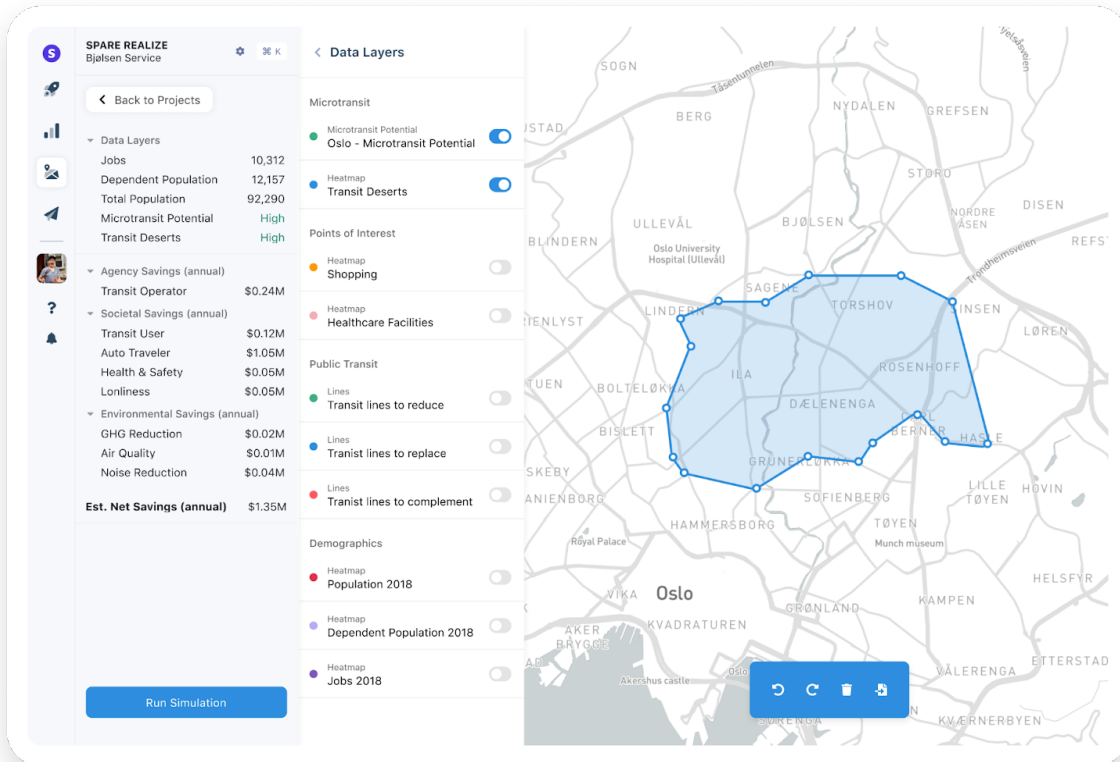 S
SPARE REALIZE
Bjølsen Service
⌘ K
Back to Projects
Data Layers
Jobs 10,312
Dependent Population 12,157
Total Population 92,290
Microtransit Potential High
Transit Deserts High
Agency Savings (annual)
Transit Operator $0.24M
Societal Savings (annual)
Transit User $0.12M
Auto Traveler $1.05M
Health & Safety $0.05M
Lonliness $0.05M
Environmental Savings (annual)
GHG Reduction $0.02M
Air Quality $0.01M
Noise Reduction $0.04M
Est. Net Savings (annual) $1.35M
Run Simulation
?
Data Layers
Microtransit
Microtransit Potential
Oslo - Microtransit Potential
Heatmap
Transit Deserts
Points of Interest
Heatmap
Shopping
Heatmap
Healthcare Facilities
Public Transit
Lines
Transit lines to reduce
Lines
Tranist lines to replace
Lines
Tranist lines to complement
Demographics
Heatmap
Population 2018
Heatmap
Dependent Population 2018
Heatmap
Jobs 2018
SOGN
Tåsentunnelen
NYDALEN
GREFSEN
BERG
USTAD
STORO
DISEN
NORDRE
ÅSEN
ULLEVÅL
BJØLSEN
BLINDERN
Oslo University
Hospital (Ullevål)
REFS
Trondheimsveien
SAGENE
TORSHOV
LINDERN
SINSEN
IENLYST
LØREN
ROSENHOFF
ILA
TUEN
BOLTELØKKA
DÆLENENGA
CARL
BERNER
HASLE
BISLETT
GRÜNERLØKKA
SKEBY
LILLE
TØYEN
HOVIN
ANIENBORG
SOFIENBERG
HAMMERSBORG
TØYEN
Royal Palace
Munch museum
HELSFYR
VIKA
Oslo
KAMPEN
GRØNLAND
KVADRATUREN
AKER
BRYGGE
ETTERSTAD
VÅLERENGA
Oslo
Akershus castle
SØRENGA
KVÆRNERBYEN